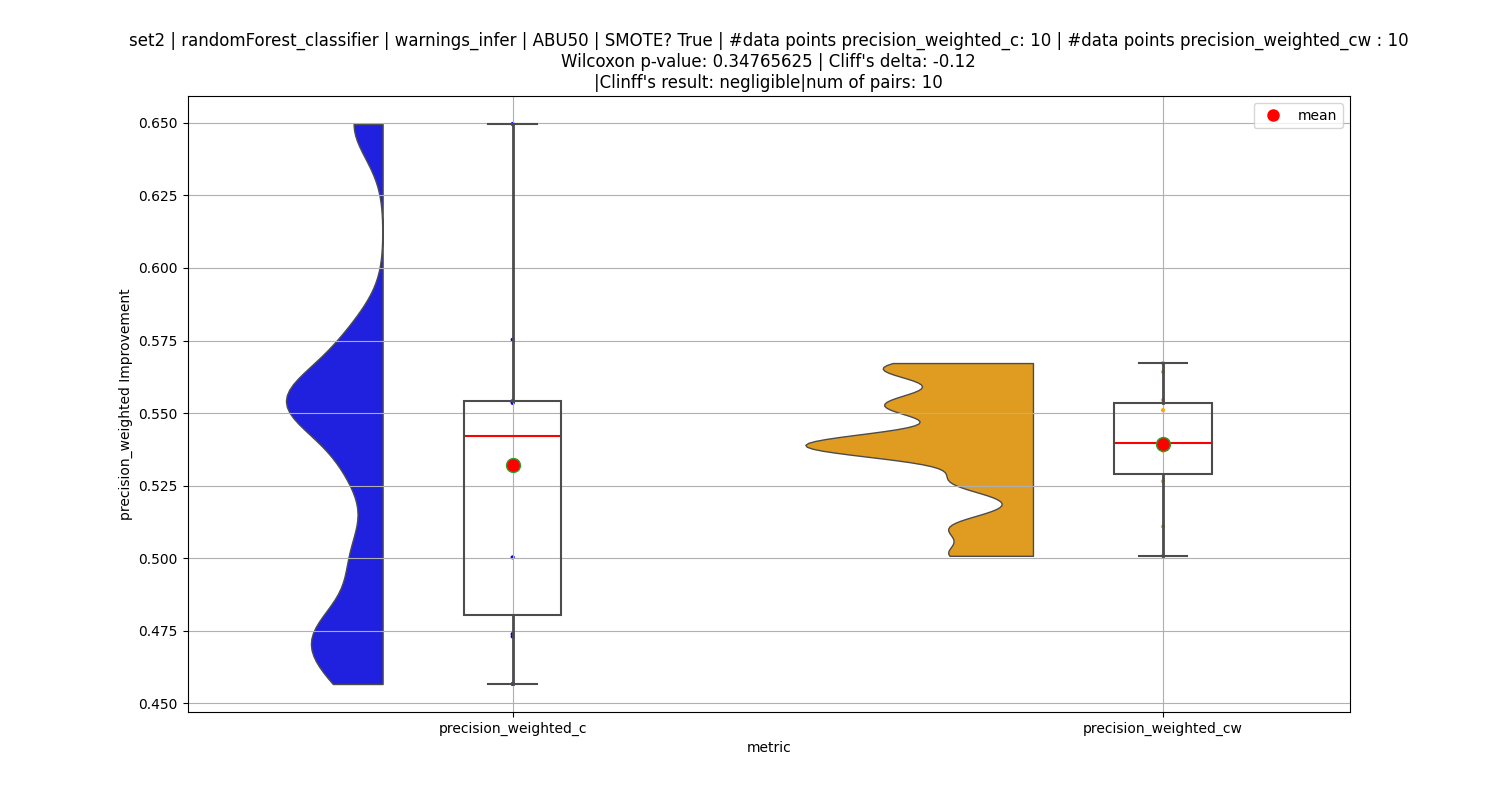 set2 | randomForest_classifier | warnings_infer | ABU50 | SMOTE? True | #data points precision_weighted_c: 10 | #data points precision_weighted_cw : 10
Wilcoxon p-value: 0.34765625 | Cliff's delta: -0.12
|Clinff's result: negligible|num of pairs: 10
mean
0.650
0.625
0.600
0.575
0.550
0.525
0.500
0.475
0.450
precision_weighted Improvement
precision_weighted_c
precision_weighted_cw
metric